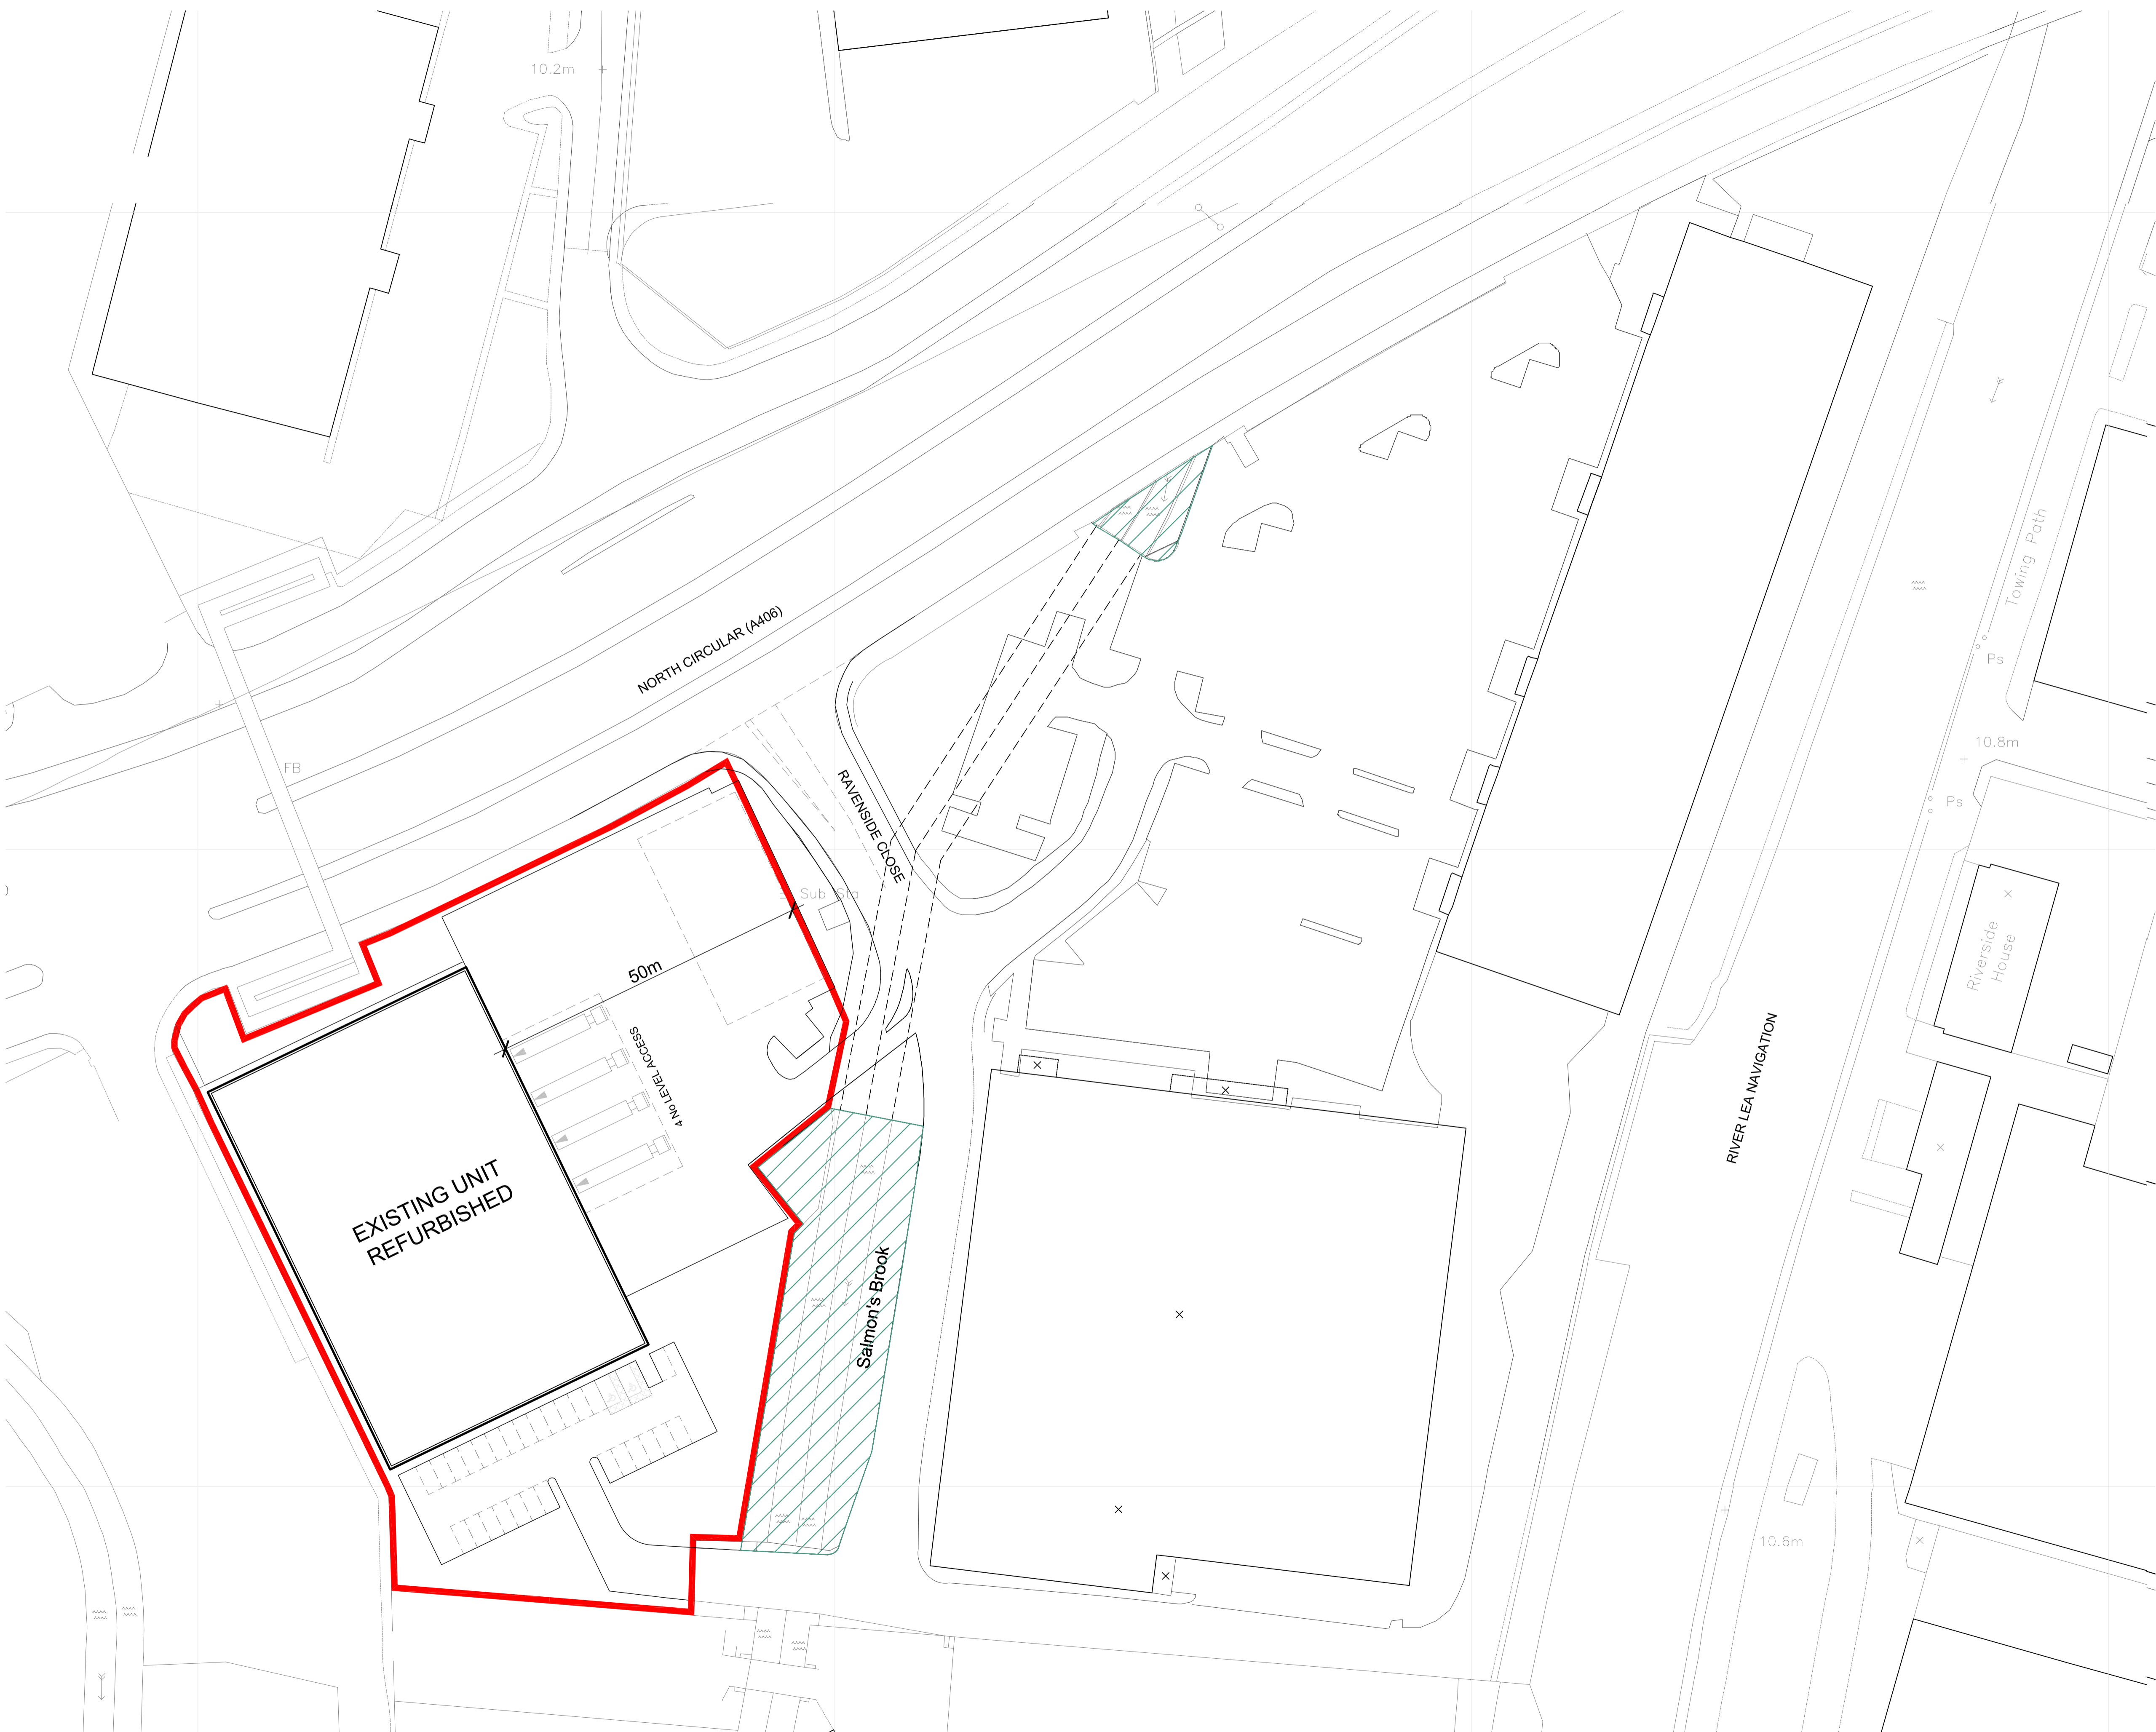 10.2m
NORTH CIRCULAR (A406)
Towing Path
Ps
10.8m
FB
Ps
RAVENSIDE CLOSE
El Sub Sta
50m
Riverside
House
4 No LEVEL ACCESS
RIVER LEA NAVIGATION
EXISTING UNIT
REFURBISHED
Salmon's Brook
10.6m